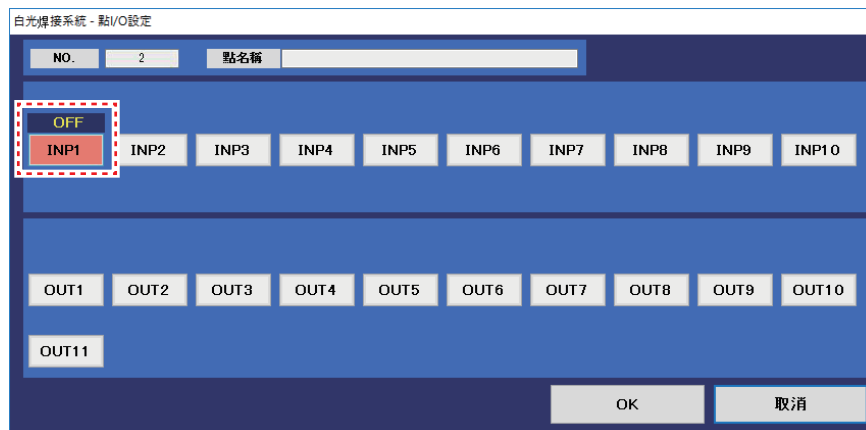 白光焊接系統 - 點I/O設定
NO. 2 點名稱
OFF
INP1 INP2 INP3 INP4 INP5 INP6 INP7 INP8 INP9 INP10
OUT1 OUT2 OUT3 OUT4 OUT5 OUT6 OUT7 OUT8 OUT9 OUT10
OUT11
OK 取消